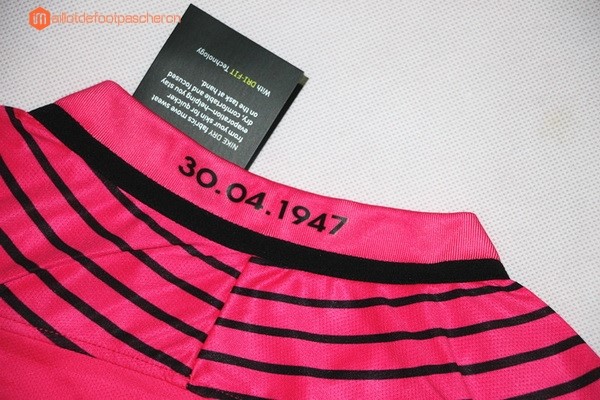 maillotdefootpaschercn
NIKE DRY fabrics move sweat
from your skin for quicker
evaporation—helping you stay
dry, comfortable and focused
on the task at hand.
With DRI-FIT Technology
30.04.1947